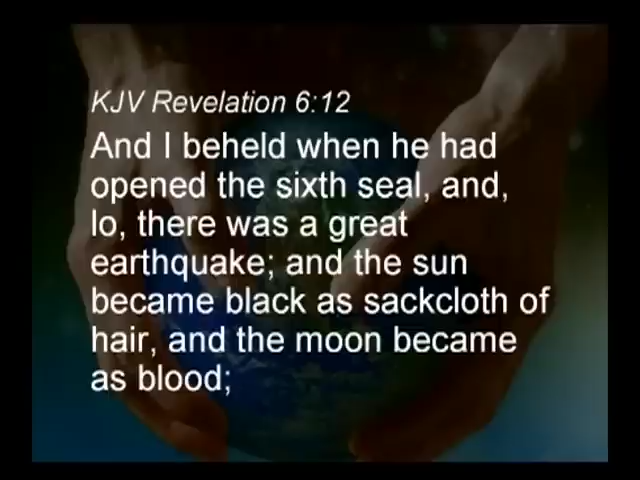 KJV Revelation 6:12
And I beheld when he had
opened the sixth seal, and,
lo, there was a great
earthquake; and the sun
became black as sackcloth of
hair, and the moon became
as blood;